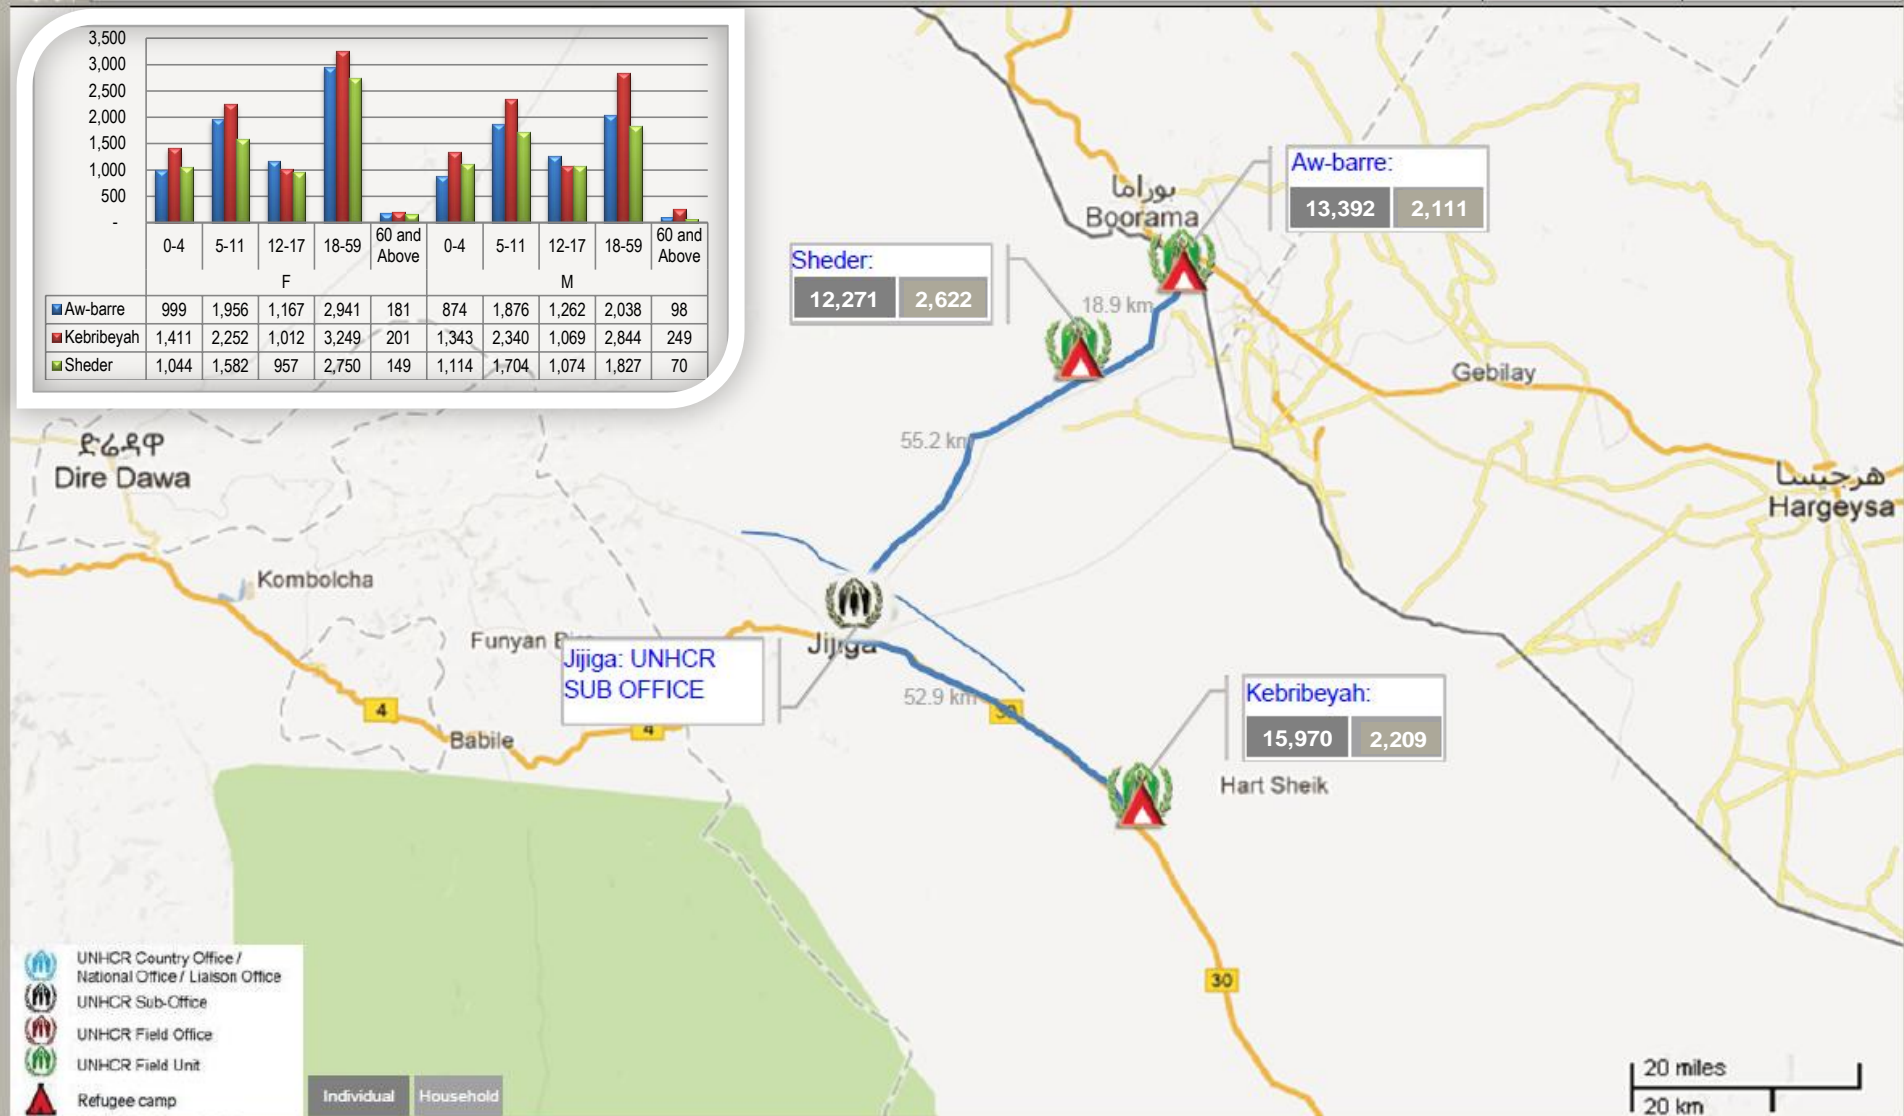 3,500
3,000
2,500
2,000
1,500
1,000
500
-
0-4 5-11 12-17 18-59 60 and Above 0-4 5-11 12-17 18-59 60 and Above
F M
Aw-barre 999 1,956 1,167 2,941 181 874 1,876 1,262 2,038 98
Kebribeyah 1,411 2,252 1,012 3,249 201 1,343 2,340 1,069 2,844 249
Sheder 1,044 1,582 957 2,750 149 1,114 1,704 1,074 1,827 70
Aw-barre:
13,392 2,111
بوراما
Boorama
Sheder:
12,271 2,622
18.9 km
Gebilay
55.2 km
ድሬዳዋ
Dire Dawa
هرجيسا
Hargeysa
Kombolcha
Funyan
Jijiga
Jijiga: UNHCR
SUB OFFICE
52.9 km
30
Kebribeyah:
15,970 2,209
4
4
Babile
Hart Sheik
30
UNHCR Country Office /
National Office / Liaison Office
UNHCR Sub-Office
UNHCR Field Office
UNHCR Field Unit
Refugee camp
Individual Household
20 miles
20 km